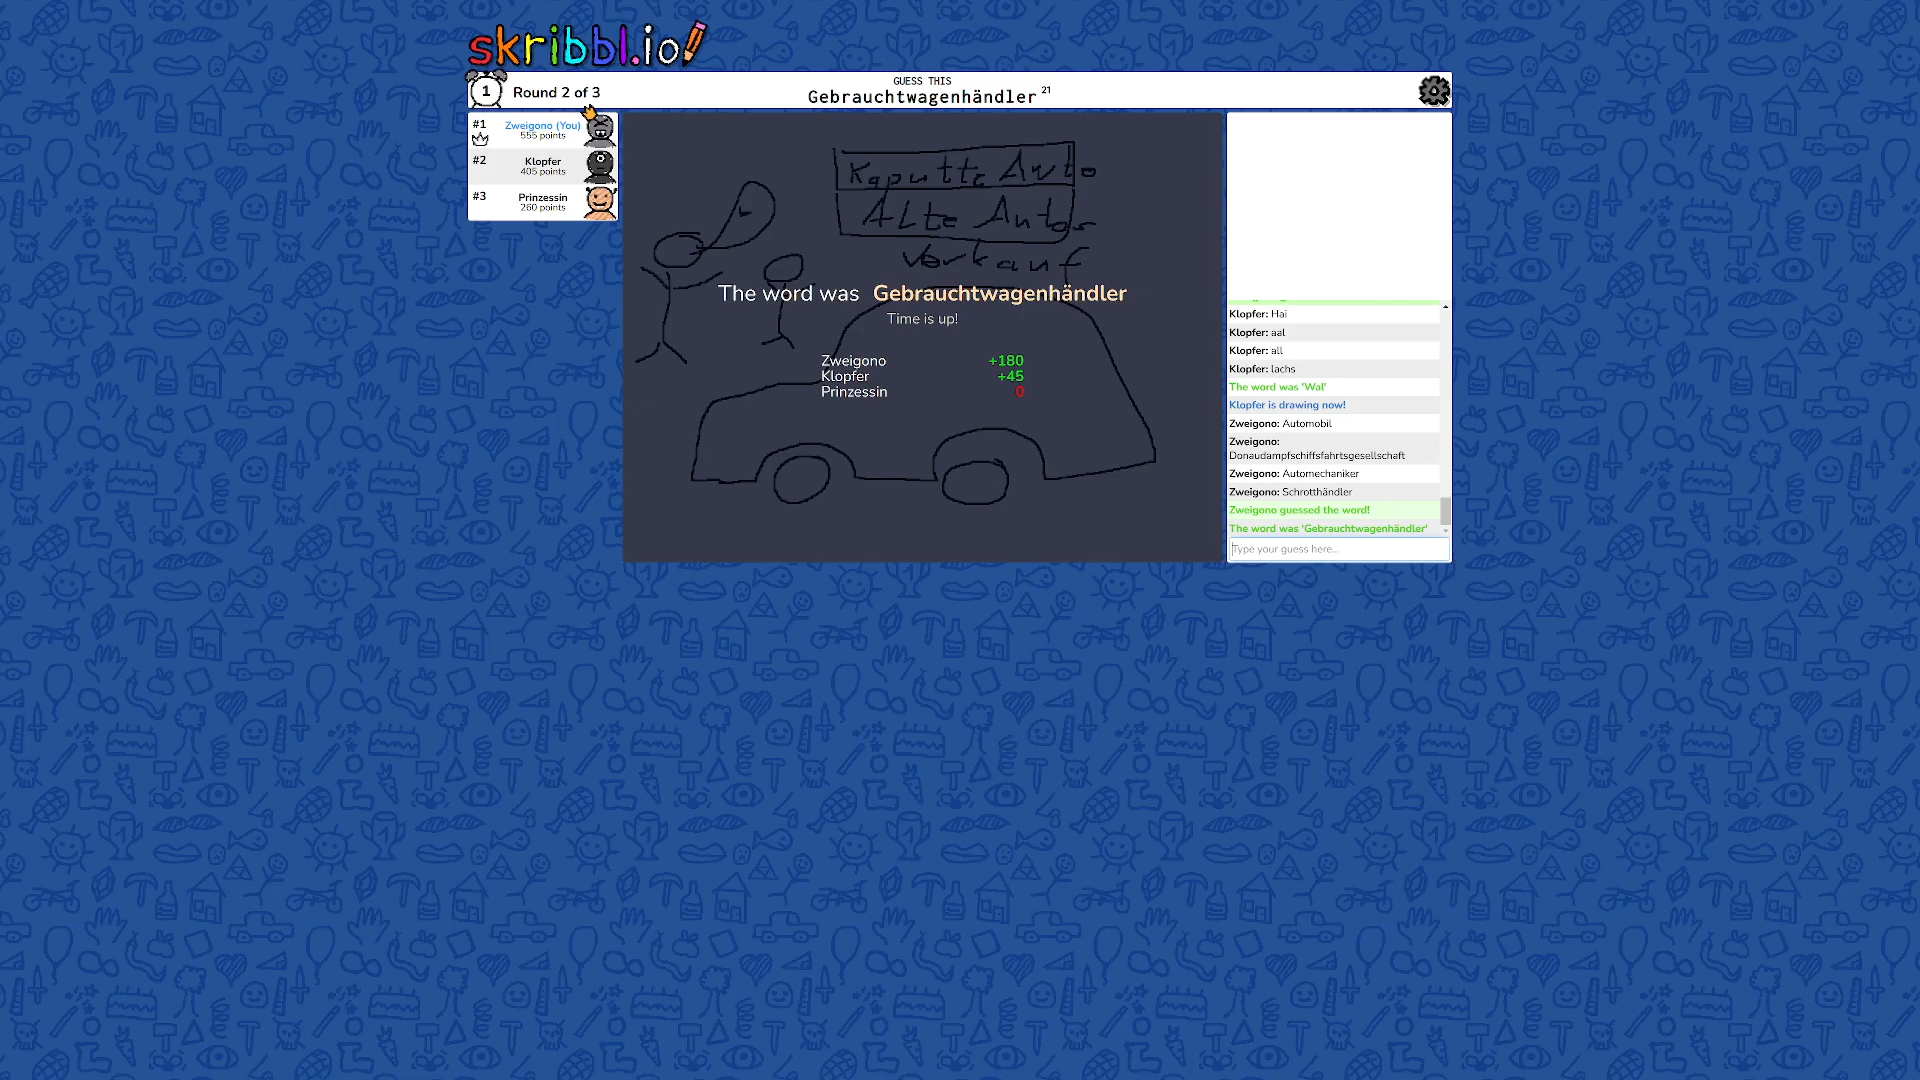 skribbl.io
GUESS THIS
1 Round 2 of 3
Gebrauchtwagenhändler 21
#1 Zweigono (You)
555 points
#2 Klopfer
405 points
#3 Prinzessin
260 points
Kaputte Auto
Alte Autos
verkauf
The word was Gebrauchtwagenhändler
Time is up!
Zweigono +180
Klopfer +45
Prinzessin 0
Klopfer: Hai
Klopfer: aal
Klopfer: all
Klopfer: lachs
The word was 'Wal'
Klopfer is drawing now!
Zweigono: Automobil
Zweigono:
Donaudampfschiffsfahrtsgesellschaft
Zweigono: Automechaniker
Zweigono: Schrotthändler
Zweigono guessed the word!
The word was 'Gebrauchtwagenhändler'
Type your guess here...